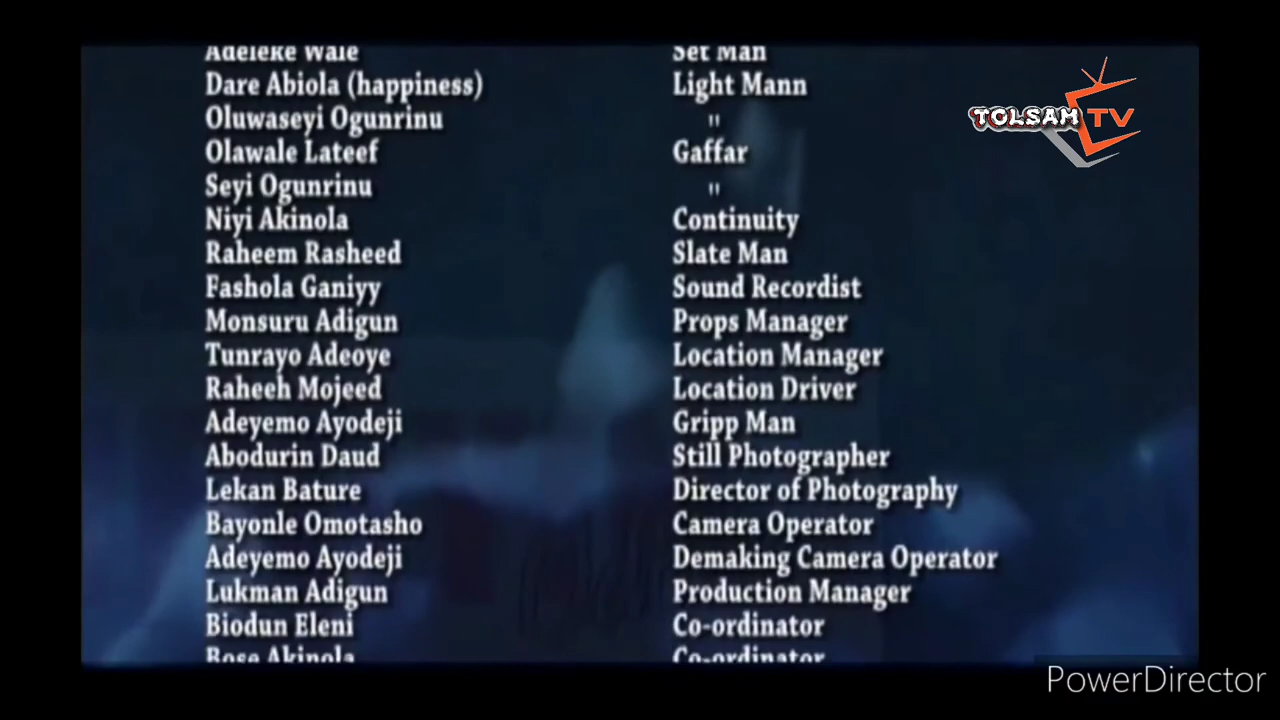 Adeleke Wale Set Man
Dare Abiola (happiness) Light Mann
Oluwaseyi Ogunrinu "
Olawale Lateef Gaffar
Seyi Ogunrinu "
Niyi Akinola Continuity
Raheem Rasheed Slate Man
Fashola Ganiyy Sound Recordist
Monsuru Adigun Props Manager
Tunrayo Adeoye Location Manager
Raheeh Mojeed Location Driver
Adeyemo Ayodeji Gripp Man
Abodurin Daud Still Photographer
Lekan Bature Director of Photography
Bayonle Omotasho Camera Operator
Adeyemo Ayodeji Demaking Camera Operator
Lukman Adigun Production Manager
Biodun Eleni Co-ordinator
Bose Akinola Co-ordinator
TOLSAM TV
PowerDirector